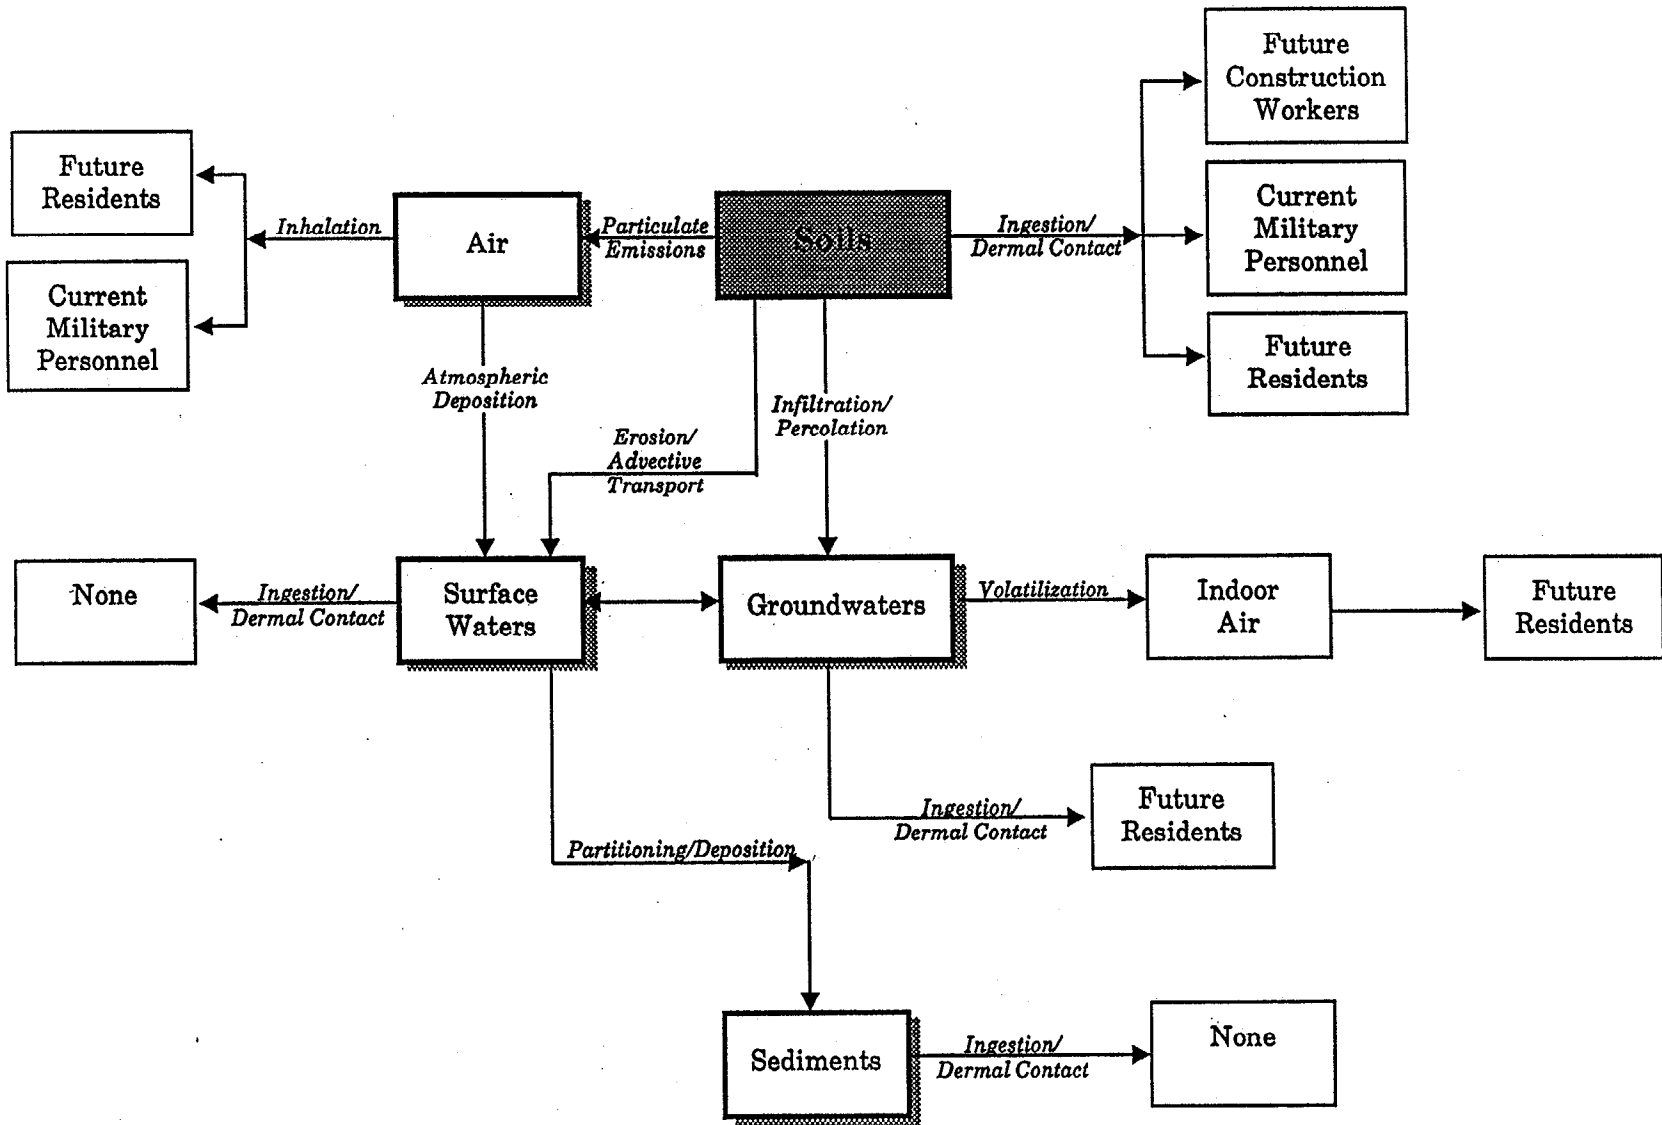 Future
Construction
Workers
Future
Residents
Current
Military
Personnel
Inhalation
Air
Particulate
Emissions
Soils
Ingestion/
Dermal Contact
Current
Military
Personnel
Future
Residents
Atmospheric
Deposition
Erosion/
Advective
Transport
Infiltration/
Percolation
None
Ingestion/
Dermal Contact
Surface
Waters
Groundwaters
Volatilization
Indoor
Air
Future
Residents
Ingestion/
Dermal Contact
Future
Residents
Partitioning/Deposition
Sediments
Ingestion/
Dermal Contact
None